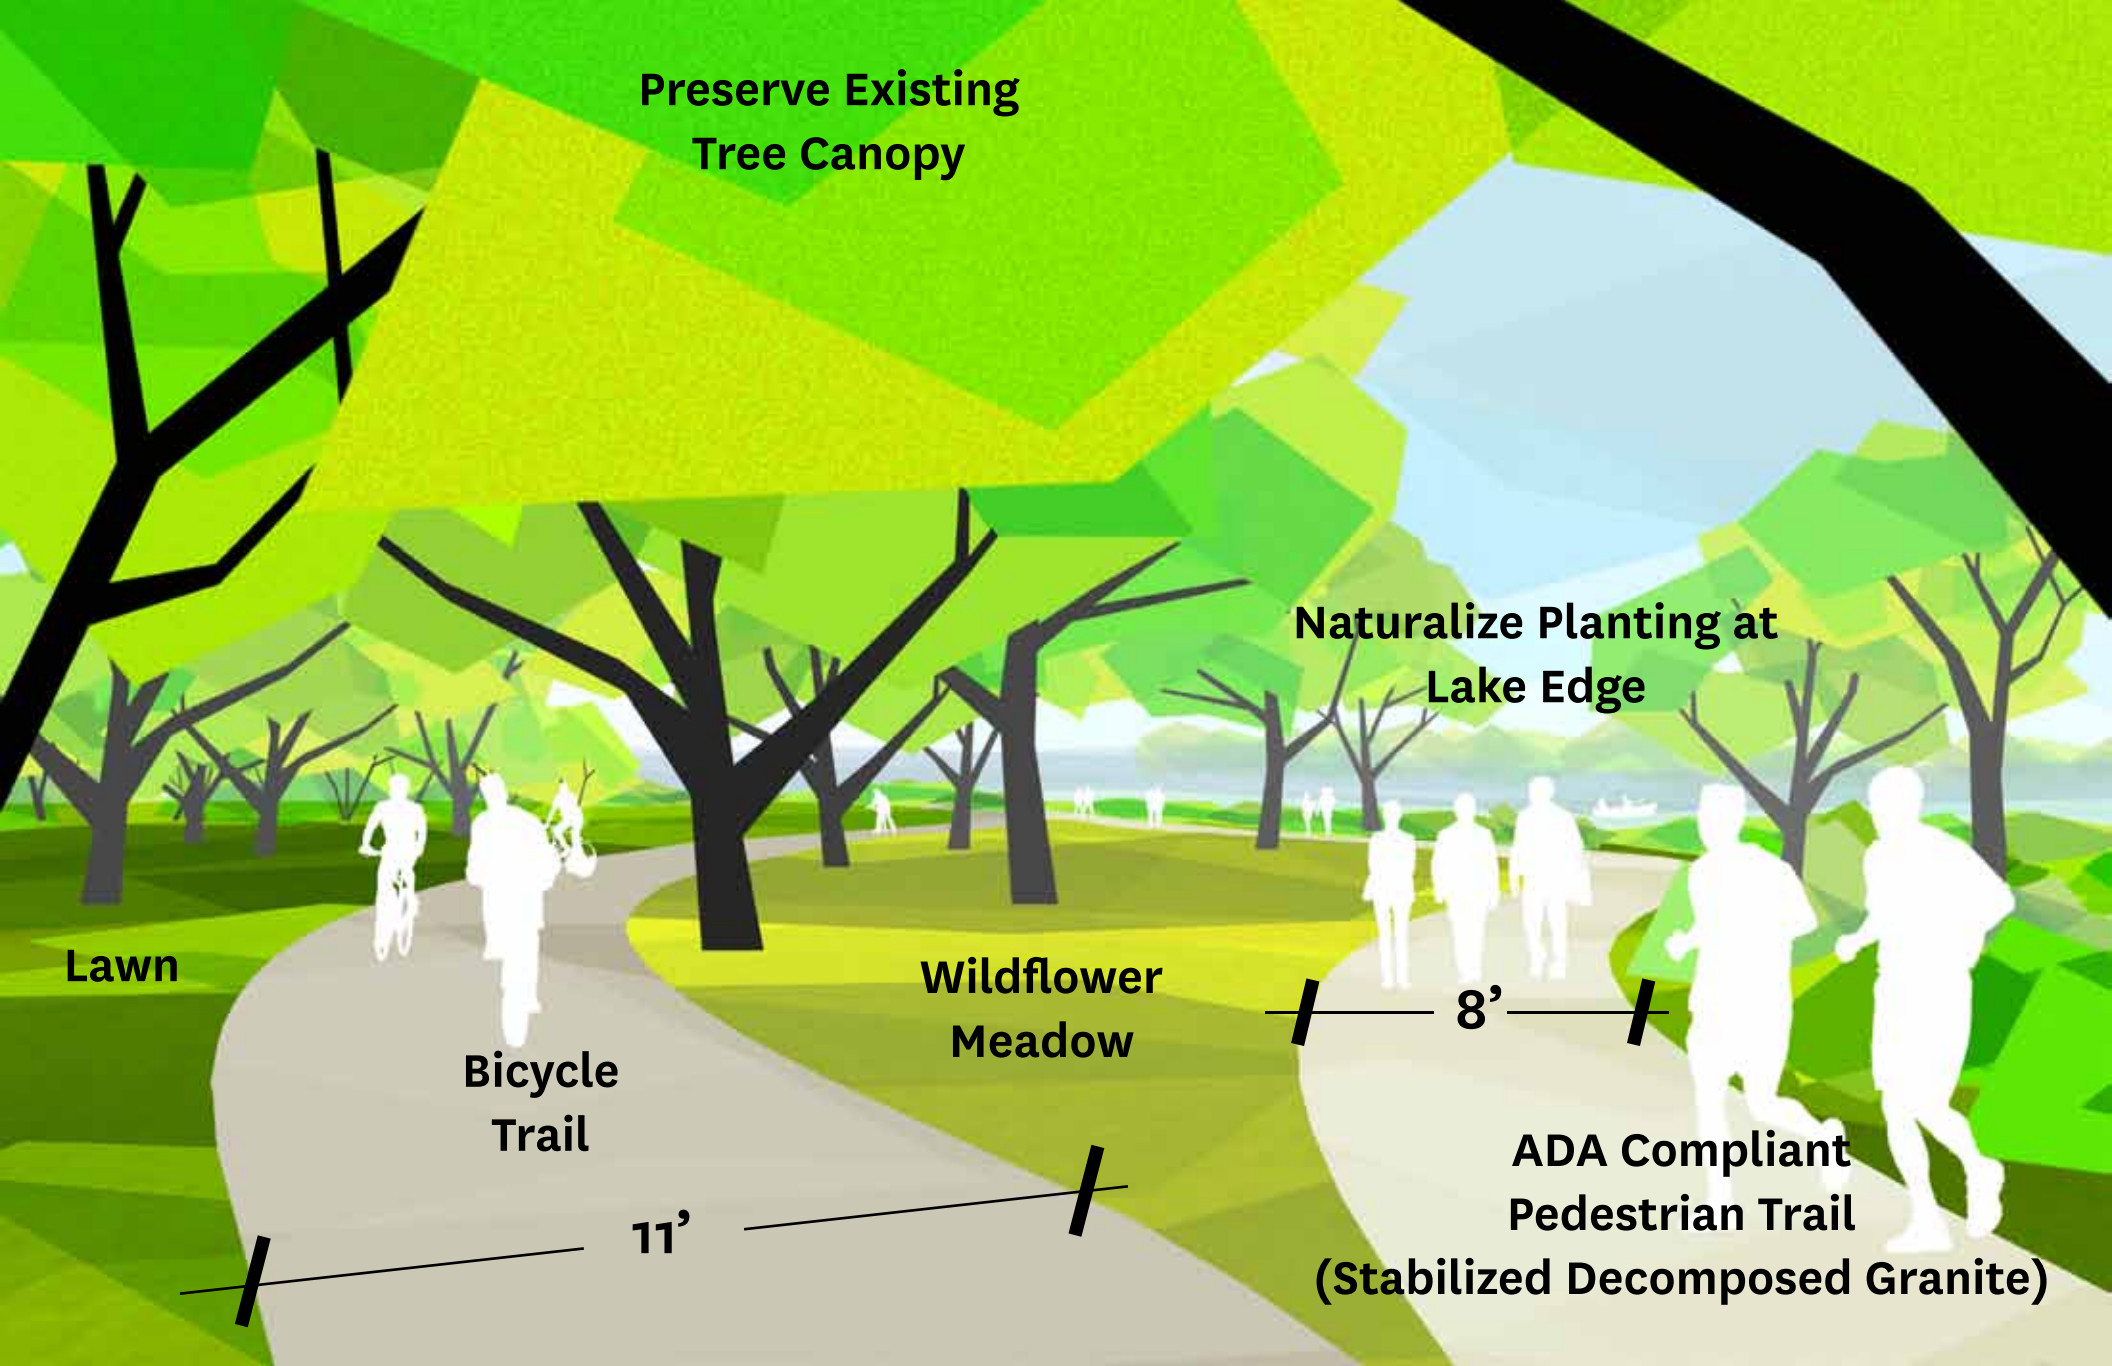 Preserve Existing
Tree Canopy
Naturalize Planting at
Lake Edge
Lawn
Wildflower
Meadow
8’
Bicycle
Trail
11’
ADA Compliant
Pedestrian Trail
(Stabilized Decomposed Granite)